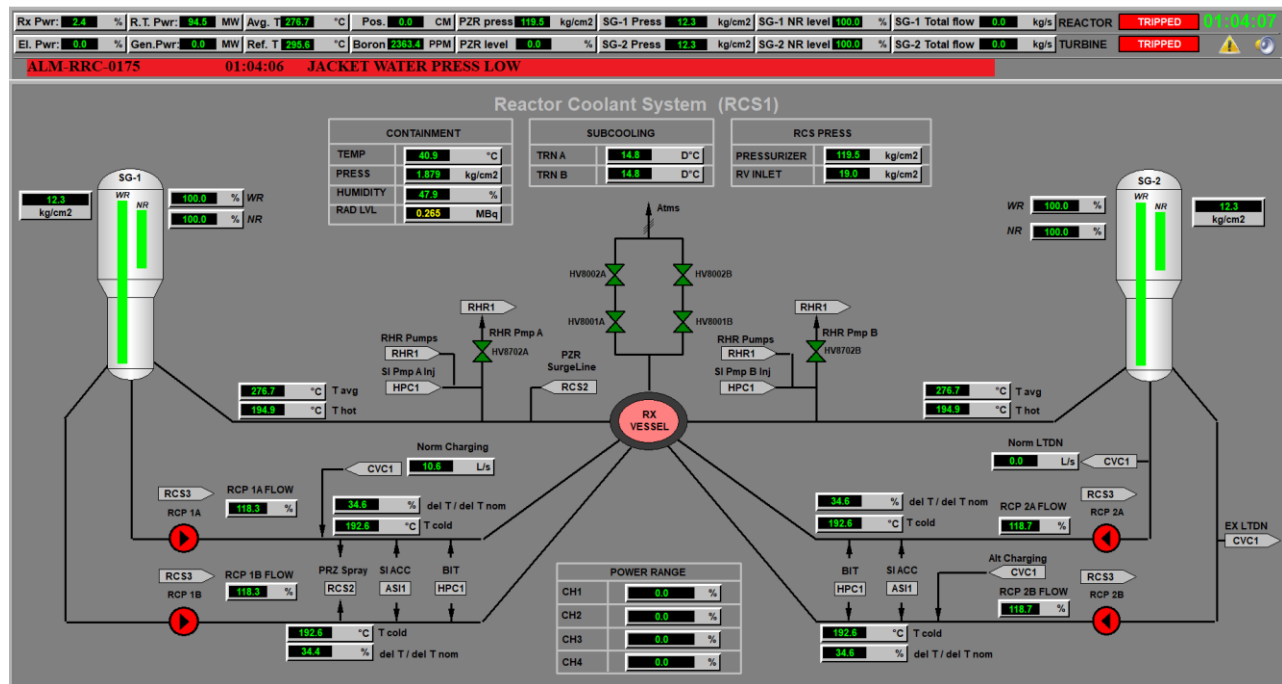 Rx Pwr: 2.4 % R.T. Pwr: 94.5 MW Avg. T 276.7 °C Pos. 0.0 CM PZR press 119.5 kg/cm2 SG-1 Press 12.3 kg/cm2 SG-1 NR level 100.0 % SG-1 Total flow 0.0 kg/s REACTOR TRIPPED 01:04:07
El. Pwr: 0.0 % Gen.Pwr: 0.0 MW Ref. T 295.6 °C Boron 2363.4 PPM PZR level 0.0 % SG-2 Press 12.3 kg/cm2 SG-2 NR level 100.0 % SG-2 Total flow 0.0 kg/s TURBINE TRIPPED
ALM-RRC-0175 01:04:06 JACKET WATER PRESS LOW
Reactor Coolant System (RCS1)
CONTAINMENT
TEMP 40.9 °C
PRESS 1.879 kg/cm2
HUMIDITY 47.9 %
RAD LVL 0.265 MBq
SUBCOOLING
TRN A 14.8 D°C
TRN B 14.8 D°C
RCS PRESS
PRESSURIZER 119.5 kg/cm2
RV INLET 19.0 kg/cm2
SG-1
WR
NR
12.3
kg/cm2
100.0 % WR
100.0 % NR
SG-2
WR
NR
WR 100.0 %
NR 100.0 %
12.3
kg/cm2
Atms
HV8002A
HV8002B
HV8001A
HV8001B
RHR1
RHR Pmp A
HV8702A
RHR Pumps
RHR1
SI Pmp A Inj
HPC1
PZR
SurgeLine
RCS2
RHR1
RHR Pmp B
HV8702B
RHR Pumps
RHR1
SI Pmp B Inj
HPC1
276.7 °C T avg
194.9 °C T hot
RX
VESSEL
276.7 °C T avg
194.9 °C T hot
Norm Charging
CVC1 10.6 L/s
Norm LTDN
0.0 L/s CVC1
RCS3
RCP 1A
RCP 1A FLOW
118.3 %
34.6 % del T / del T nom
192.6 °C T cold
34.6 % del T / del T nom
192.6 °C T cold
RCP 2A FLOW
118.7 %
RCS3
RCP 2A
EX LTDN
CVC1
RCS3
RCP 1B
RCP 1B FLOW
118.3 %
PRZ Spray
RCS2
SI ACC
ASI1
BIT
HPC1
192.6 °C T cold
34.4 % del T / del T nom
POWER RANGE
CH1 0.0 %
CH2 0.0 %
CH3 0.0 %
CH4 0.0 %
BIT
HPC1
SI ACC
ASI1
Alt Charging
CVC1
RCP 2B FLOW
118.7 %
RCS3
RCP 2B
192.6 °C T cold
34.6 % del T / del T nom